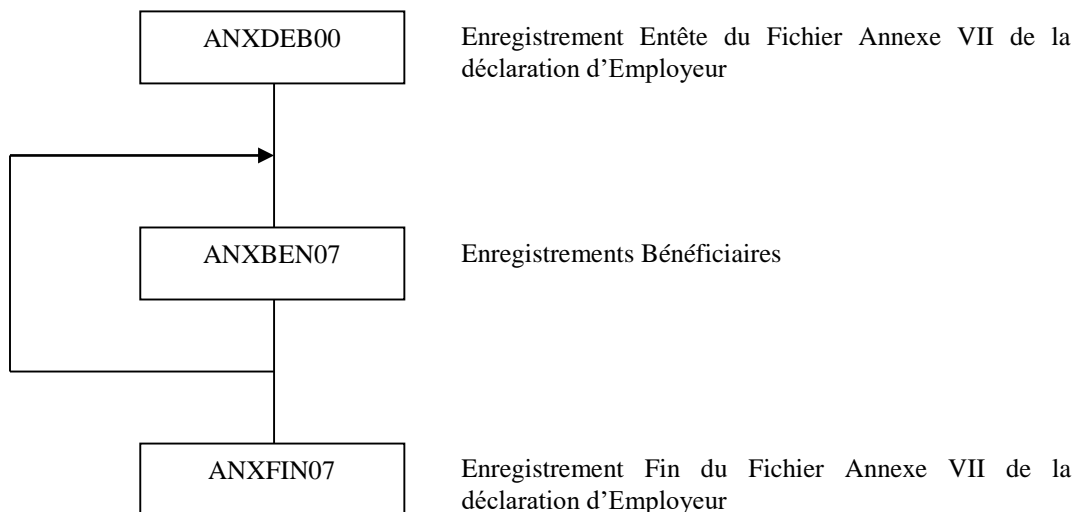 ANXDEB00
Enregistrement Entête du Fichier Annexe VII de la
déclaration d'Employeur
ANXBEN07
Enregistrements Bénéficiaires
ANXFIN07
Enregistrement Fin du Fichier Annexe VII de la
déclaration d'Employeur